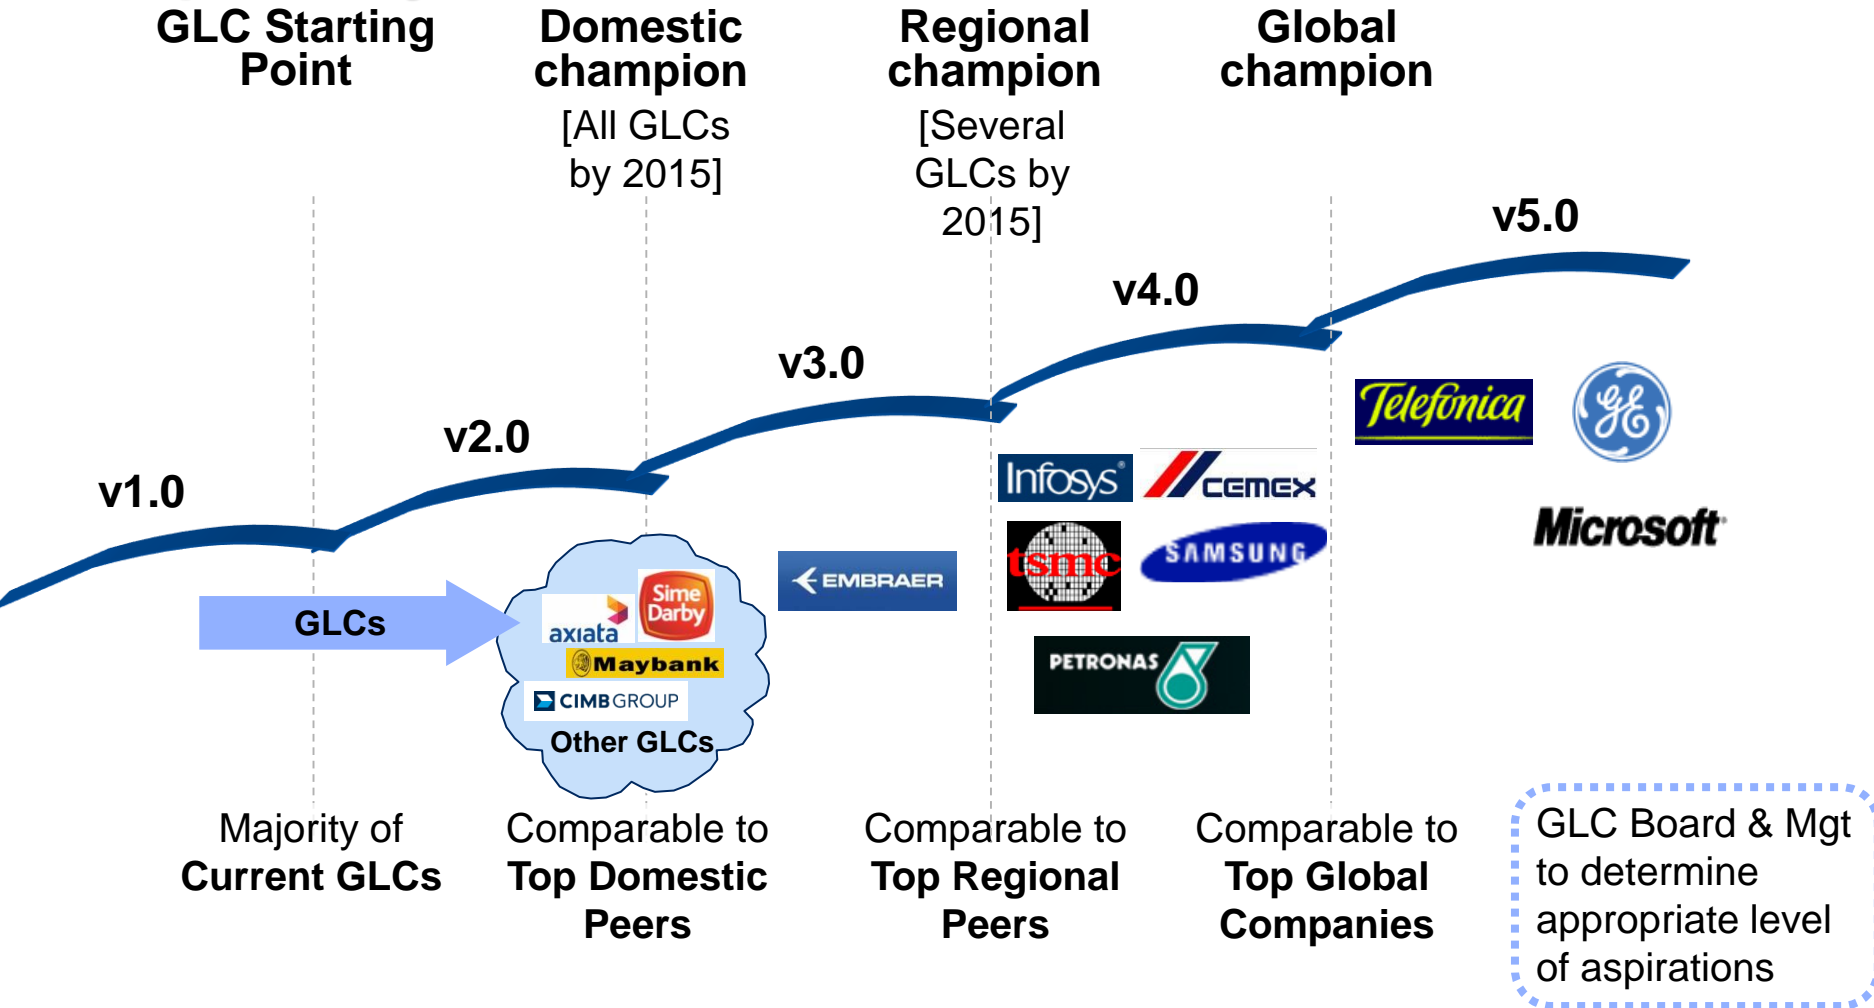 GLC Starting
Point
Domestic
champion
[All GLCs
by 2015]
Regional
champion
[Several
GLCs by
2015]
Global
champion
v1.0
v2.0
v3.0
v4.0
v5.0
GLCs
axiata
Sime
Darby
Maybank
CIMB GROUP
Other GLCs
EMBRAER
Infosys®
CEMEX
tsmc
SAMSUNG
PETRONAS
Telefónica
GE
Microsoft
Majority of
Current GLCs
Comparable to
Top Domestic
Peers
Comparable to
Top Regional
Peers
Comparable to
Top Global
Companies
GLC Board & Mgt
to determine
appropriate level
of aspirations